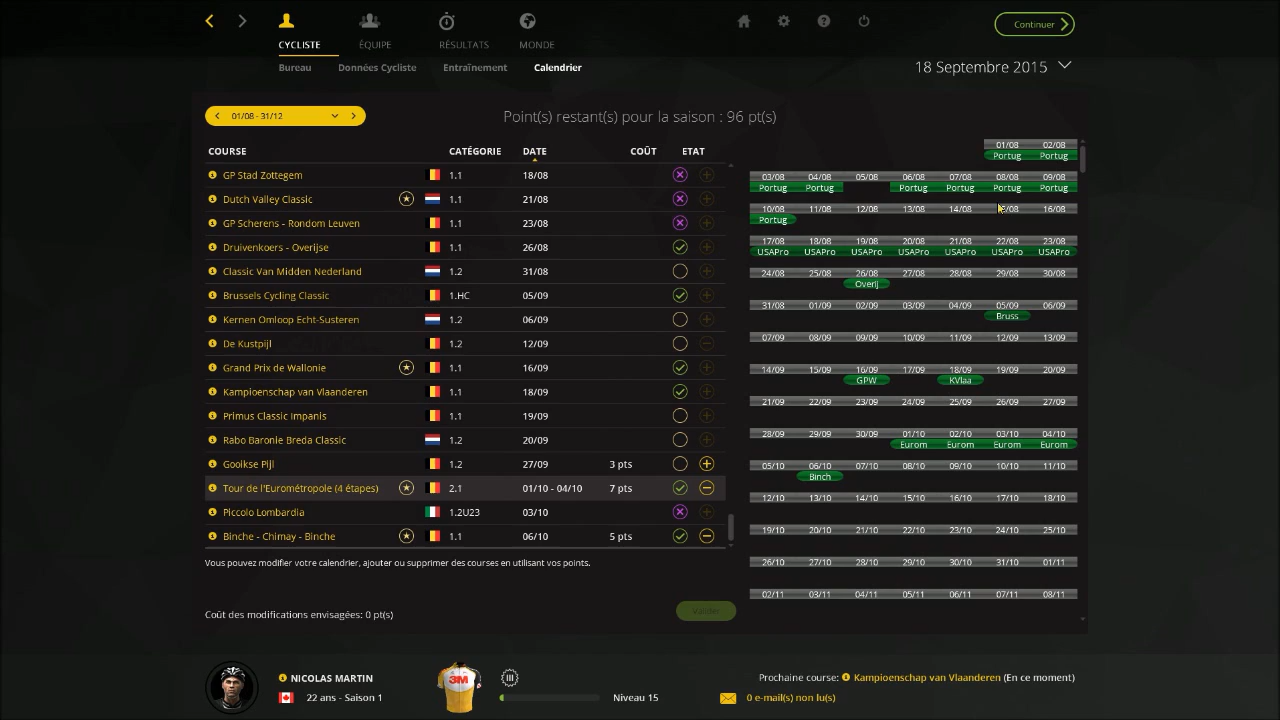 CYCLISTE ÉQUIPE RÉSULTATS MONDE
Continuer
Bureau Données Cycliste Entraînement Calendrier
18 Septembre 2015
01/08 - 31/12
Point(s) restant(s) pour la saison : 96 pt(s)
COURSE CATÉGORIE DATE COÛT ETAT
GP Stad Zottegem 1.1 18/08
Dutch Valley Classic 1.1 21/08
GP Scherens - Rondom Leuven 1.1 23/08
Druivenkoers - Overijse 1.1 26/08
Classic Van Midden Nederland 1.2 31/08
Brussels Cycling Classic 1.HC 05/09
Kernen Omloop Echt-Susteren 1.2 06/09
De Kustpijl 1.2 12/09
Grand Prix de Wallonie 1.1 16/09
Kampioenschap van Vlaanderen 1.1 18/09
Primus Classic Impanis 1.1 19/09
Rabo Baronie Breda Classic 1.2 20/09
Gooikse Pijl 1.2 27/09 3 pts
Tour de l'Eurométropole (4 étapes) 2.1 01/10 - 04/10 7 pts
Piccolo Lombardia 1.2U23 03/10
Binche - Chimay - Binche 1.1 06/10 5 pts
Vous pouvez modifier votre calendrier, ajouter ou supprimer des courses en utilisant vos points.
Coût des modifications envisagées: 0 pt(s)
Valider
01/08 02/08
Portug Portug
03/08 04/08 05/08 06/08 07/08 08/08 09/08
Portug Portug Portug Portug Portug Portug
10/08 11/08 12/08 13/08 14/08 /08 16/08
Portug
17/08 18/08 19/08 20/08 21/08 22/08 23/08
USAPro USAPro USAPro USAPro USAPro USAPro USAPro
24/08 25/08 26/08 27/08 28/08 29/08 30/08
Overij
31/08 01/09 02/09 03/09 04/09 05/09 06/09
Bruss
07/09 08/09 09/09 10/09 11/09 12/09 13/09
14/09 15/09 16/09 17/09 18/09 19/09 20/09
GPW KVlaa
21/09 22/09 23/09 24/09 25/09 26/09 27/09
28/09 29/09 30/09 01/10 02/10 03/10 04/10
Eurom Eurom Eurom Eurom
05/10 06/10 07/10 08/10 09/10 10/10 11/10
Binch
12/10 13/10 14/10 15/10 16/10 17/10 18/10
19/10 20/10 21/10 22/10 23/10 24/10 25/10
26/10 27/10 28/10 29/10 30/10 31/10 01/11
02/11 03/11 04/11 05/11 06/11 07/11 08/11
NICOLAS MARTIN
22 ans - Saison 1
3M
III
Niveau 15
Prochaine course: Kampioenschap van Vlaanderen (En ce moment)
0 e-mail(s) non lu(s)